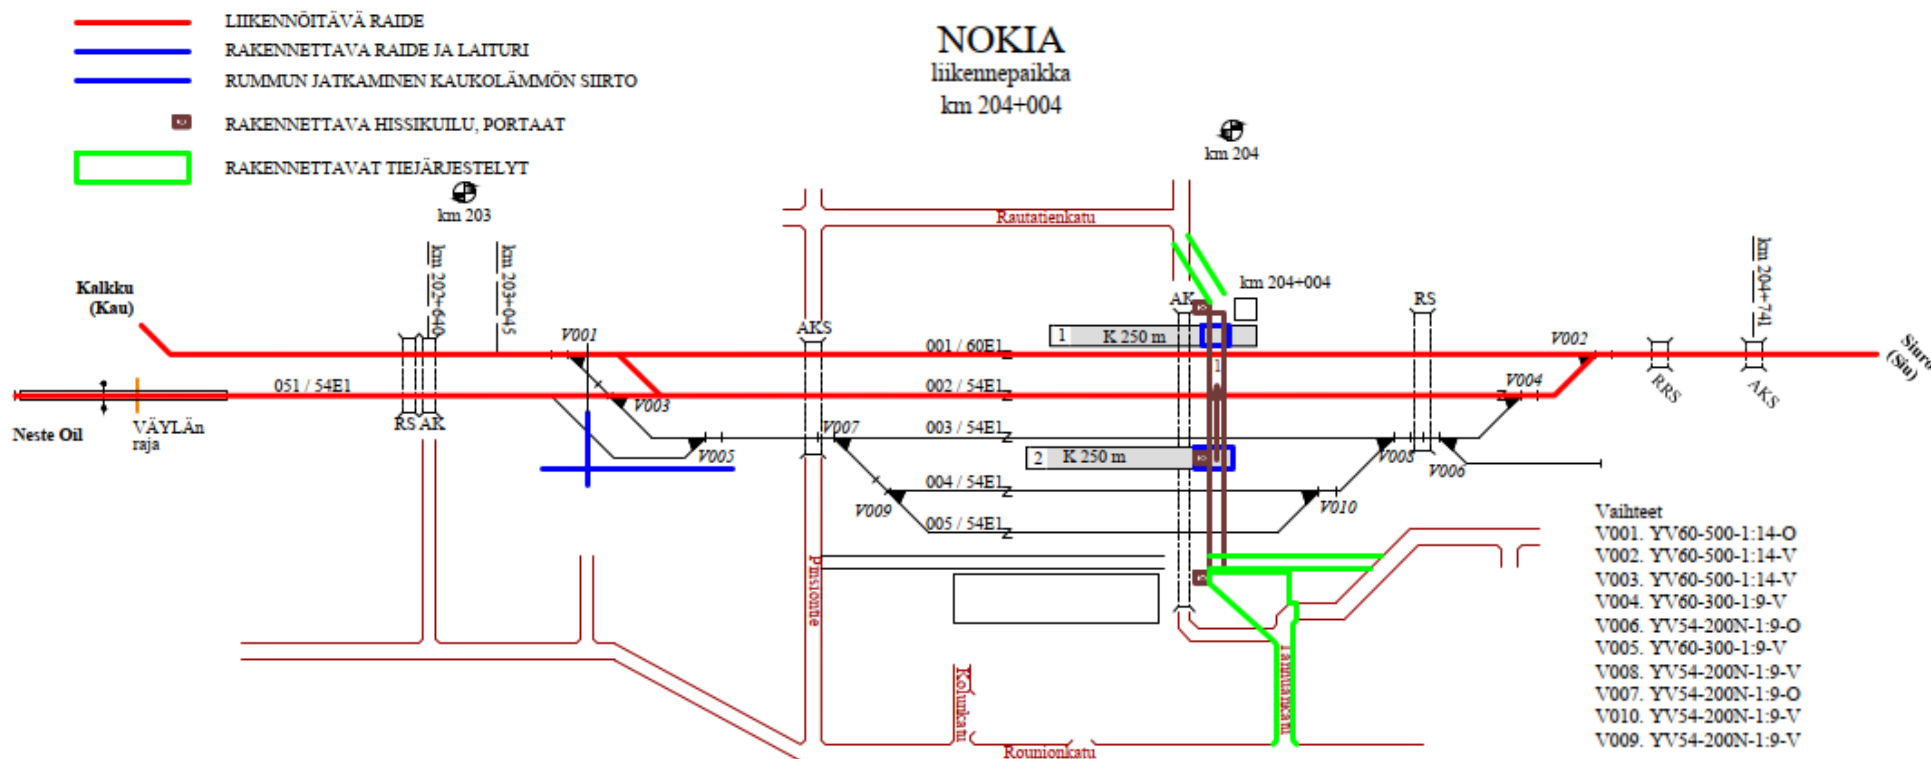 LIIKENNÖITÄVÄ RAIDE
RAKENNETTAVA RAIDE JA LAITURI
RUMMUN JATKAMINEN KAUKOLÄMMÖN SIIRTO
RAKENNETTAVA HISSIKUILU, PORTAAT
RAKENNETTAVAT TIEJÄRJESTELYT
NOKIA
liikennepaikka
km 204+004
km 204
km 203
Rautatienkatu
km 202+640
km 203+045
km 204+004
km 204+741
Kalkku
(Kau)
V001
AKS
AK
RS
V002
1
K 250 m
001 / 60E1
Siuro
(Siu)
051 / 54E1
002 / 54E1
1
V004
RRS
AKS
Neste Oil
VÄYLÄn
raja
RS AK
V003
003 / 54E1
V007
V005
2
K 250 m
V008
V006
004 / 54E1
V009
V010
005 / 54E1
Pinsiontie
Kolunkatu
Rounionkatu
Vaihteet
V001. YV60-500-1:14-O
V002. YV60-500-1:14-V
V003. YV60-500-1:14-V
V004. YV60-300-1:9-V
V006. YV54-200N-1:9-O
V005. YV60-300-1:9-V
V008. YV54-200N-1:9-V
V007. YV54-200N-1:9-O
V010. YV54-200N-1:9-V
V009. YV54-200N-1:9-V